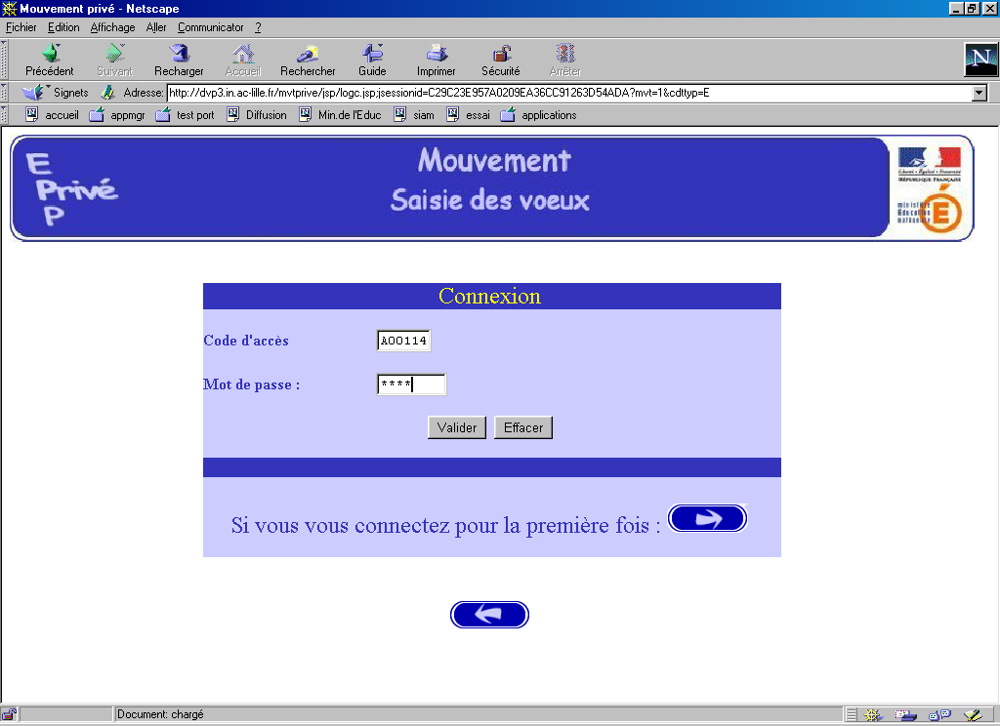 Mouvement privé - Netscape
Fichier Edition Affichage Aller Communicator ?
Précédent Suivant Recharger Accueil Rechercher Guide Imprimer Sécurité Arrêter
N
Signets Adresse: http://dvp3.in.ac-lille.fr/mvtprive/jsp/logc.jsp;jsessionid=C29C23E957A0209EA36CC91263D54ADA?mvt=1&cdttyp=E
accueil appmgr test port Diffusion Min.de l'Educ siam essai applications
E
Privé
P
Mouvement
Saisie des voeux
Liberté • Égalité • Fraternité
RÉPUBLIQUE FRANÇAISE
ministère
Éducation
nationale
É
Connexion
Code d'accès A00114
Mot de passe : ****
Valider Effacer
Si vous vous connectez pour la première fois :
Document: chargé